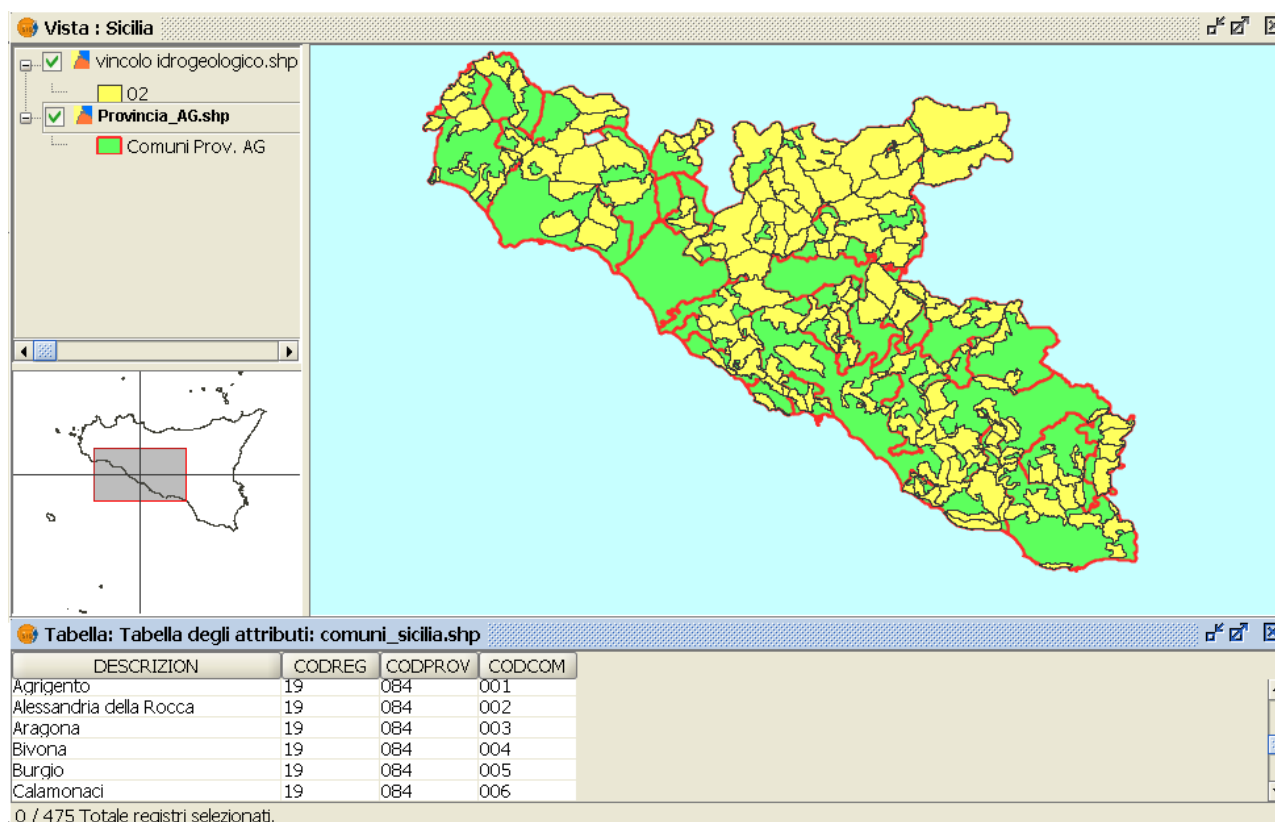 Vista : Sicilia
vincolo idrogeologico.shp
02
Provincia_AG.shp
Comuni Prov. AG
Tabella: Tabella degli attributi: comuni_sicilia.shp
DESCRIZION CODREG CODPROV CODCOM
Agrigento 19 084 001
Alessandria della Rocca 19 084 002
Aragona 19 084 003
Bivona 19 084 004
Burgio 19 084 005
Calamonaci 19 084 006
0 / 475 Totale registri selezionati.